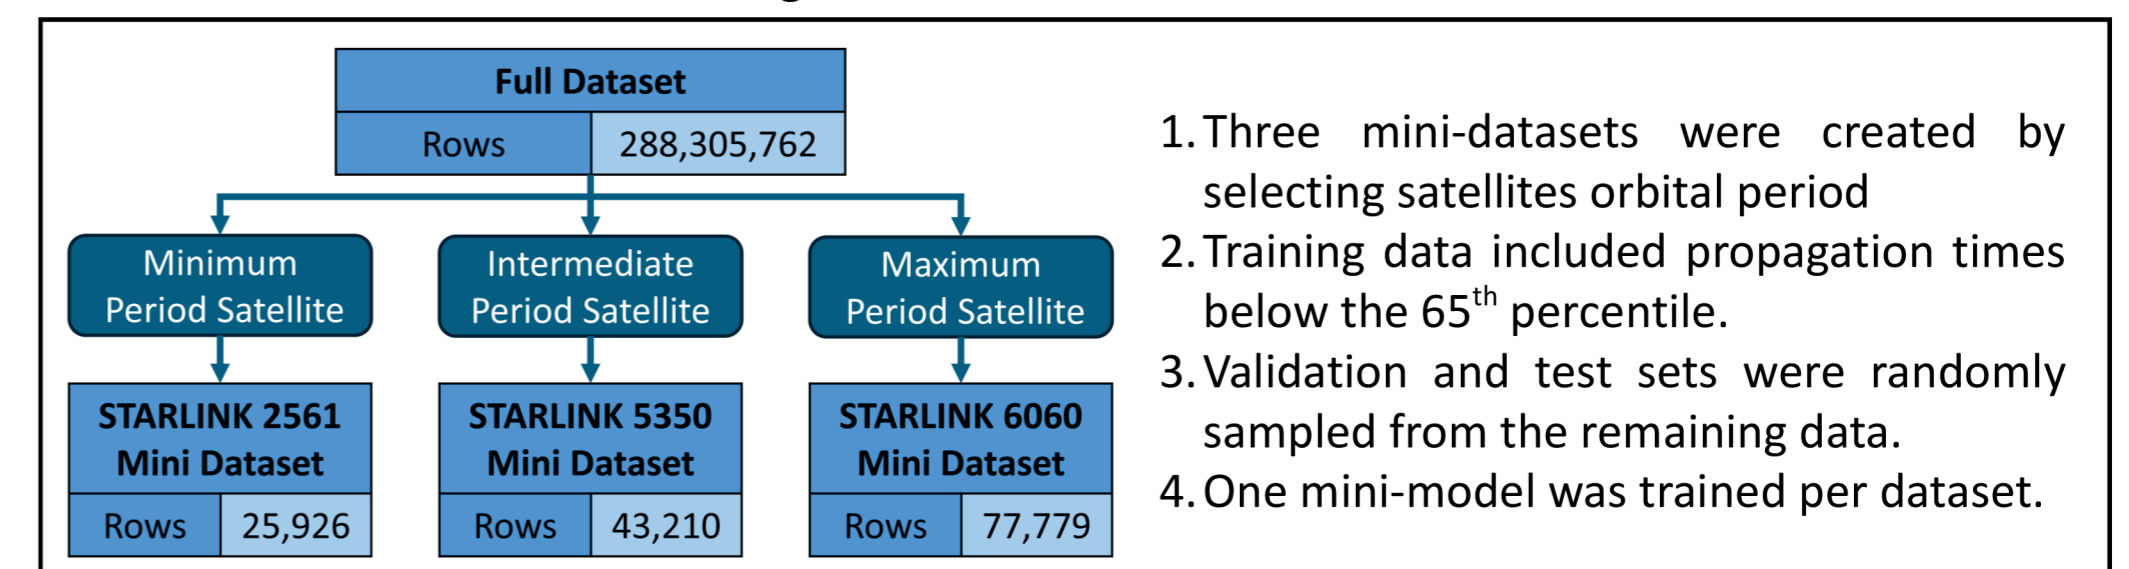 Full Dataset
Rows 288,305,762
Minimum
Period Satellite
Intermediate
Period Satellite
Maximum
Period Satellite
STARLINK 2561
Mini Dataset
Rows 25,926
STARLINK 5350
Mini Dataset
Rows 43,210
STARLINK 6060
Mini Dataset
Rows 77,779
1. Three mini-datasets were created by
selecting satellites orbital period
2. Training data included propagation times
below the 65th percentile.
3. Validation and test sets were randomly
sampled from the remaining data.
4. One mini-model was trained per dataset.